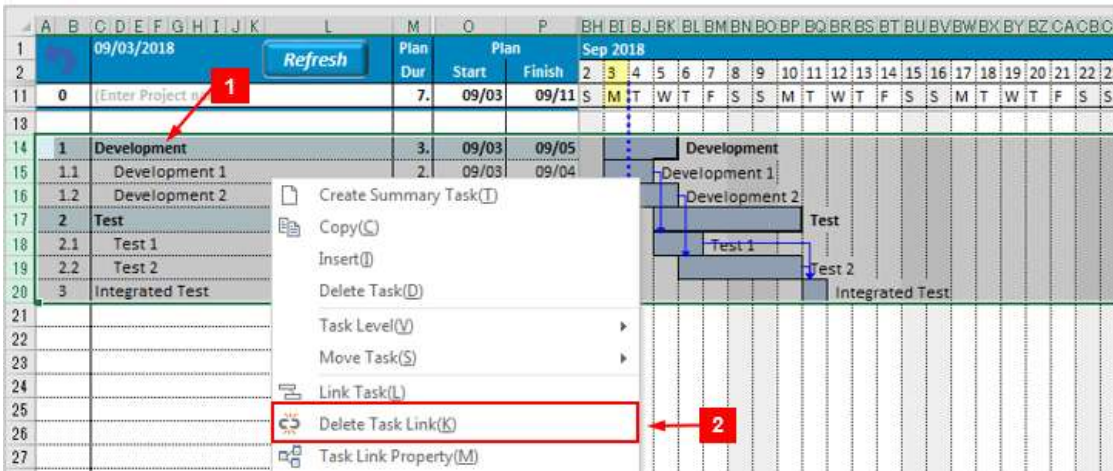 A B C D E F G H I J K L M O P BH BI BJ BK BL BM BN BO BP BQ BR BS BT BU BV BW BX BY BZ CA CB C
1 09/03/2018 Refresh Plan Plan Sep 2018
2 Dur Start Finish 2 3 4 5 6 7 8 9 10 11 12 13 14 15 16 17 18 19 20 21 22 2
11 0 (Enter Project 7. 09/03 09/11 S M T W T F S S M T W T F S S M T W T F S S
1
13
14 1 Development 3. 09/03 09/05 Development
15 1.1 Development 1 2. 09/03 09/04 Development 1
16 1.2 Development 2 Development 2
17 2 Test Test
18 2.1 Test 1 Test 1
19 2.2 Test 2 Test 2
20 3 Integrated Test Integrated Test
21
22
23
24
25
26
27
Create Summary Task(T)
Copy(C)
Insert(I)
Delete Task(D)
Task Level(V)
Move Task(S)
Link Task(L)
Delete Task Link(K)
2
Task Link Property(M)